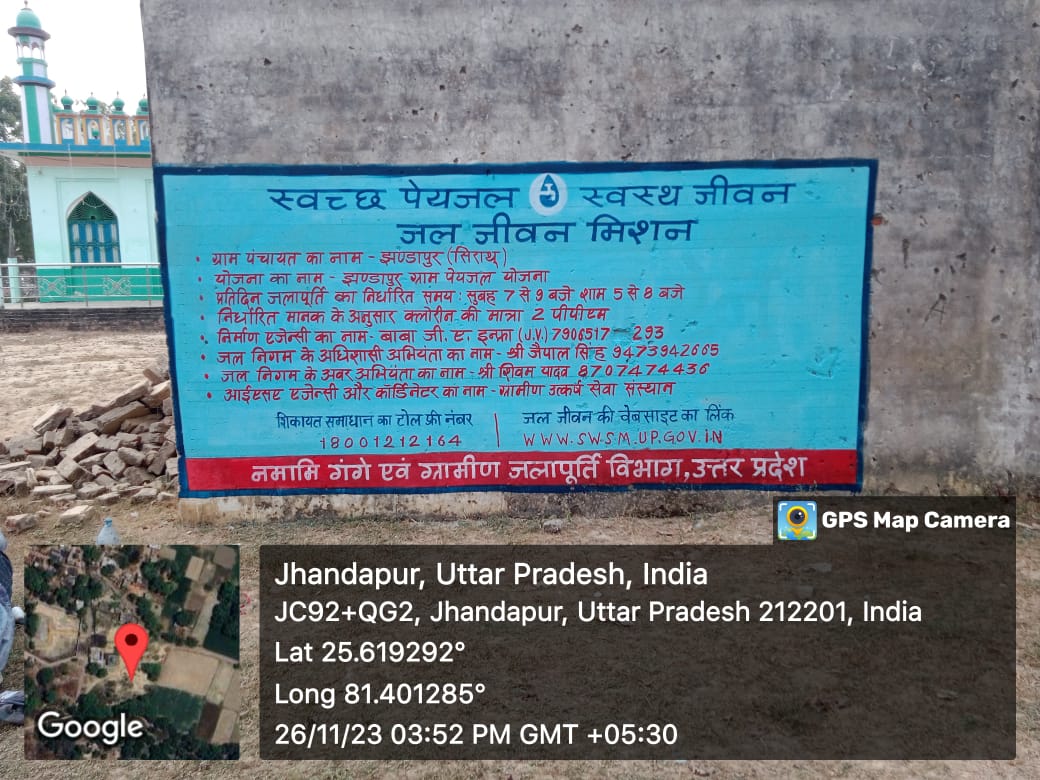 स्वच्छ पेयजल स्वस्थ जीवन
जल जीवन मिशन
• ग्राम पंचायत का नाम - झण्डापुर (सिराथू)
• योजना का नाम - झण्डापुर ग्राम पेयजल योजना
• प्रतिदिन जलापूर्ति का निर्धारित समय: सुबह 7 से 9 बजे शाम 5 से 8 बजे
• निर्धारित मानक के अनुसार क्लोरीन की मात्रा 2 पीपीएम
• निर्माण एजेन्सी का नाम - बाबा जी. ए. इन्फ्रा (J.V.) 7906517 293
• जल निगम के अधिशासी अभियंता का नाम - श्री जैपाल सिंह 9473942665
• जल निगम के अवर अभियंता का नाम - श्री शिवम यादव 8707474436
• आईएसए एजेन्सी और कॉर्डिनेटर का नाम - ग्रामीण उत्कर्ष सेवा संस्थान
शिकायत समाधान का टोल फ्री नंबर
18001212164
जल जीवन की वेबसाइट का लिंक
WWW.SWSM.UP.GOV.IN
नमामि गंगे एवं ग्रामीण जलापूर्ति विभाग, उत्तर प्रदेश
GPS Map Camera
Jhandapur, Uttar Pradesh, India
JC92+QG2, Jhandapur, Uttar Pradesh 212201, India
Lat 25.619292°
Long 81.401285°
26/11/23 03:52 PM GMT +05:30
Google